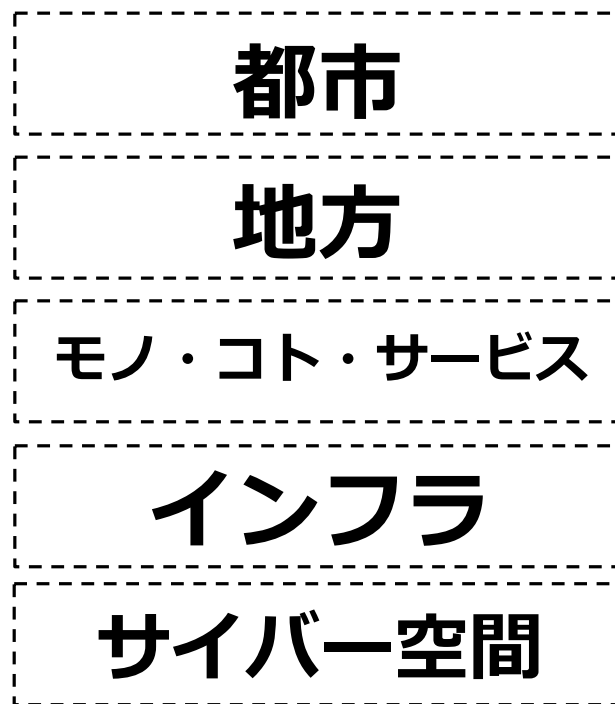 都市
地方
モノ・コト・サービス
インフラ
サイバー空間